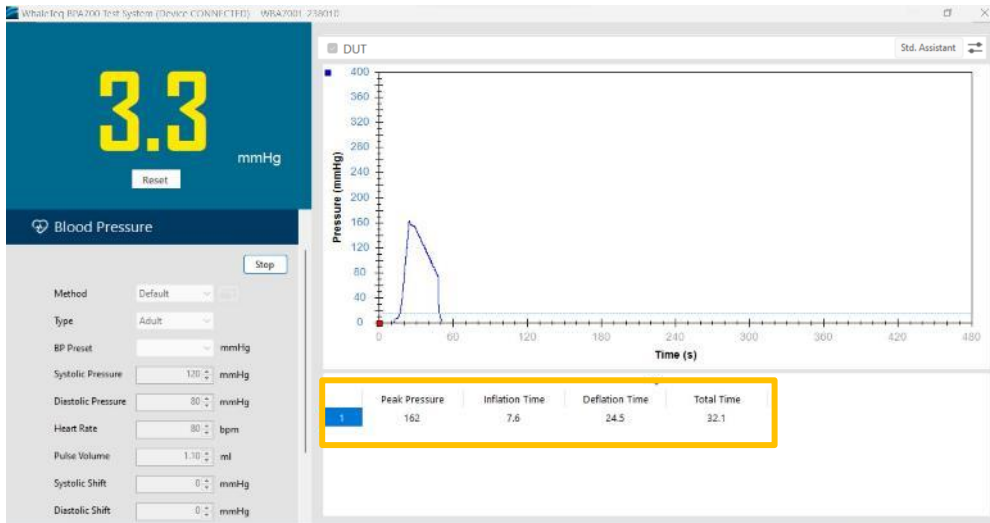 WhaleTeq BPA200 Test System (Device CONNECTED) WBA2001-238010
3.3
mmHg
Reset
Blood Pressure
Stop
Method Default
Type Adult
BP Preset mmHg
Systolic Pressure 120 mmHg
Diastolic Pressure 80 mmHg
Heart Rate 80 bpm
Pulse Volume 1.10 ml
Systolic Shift 0 mmHg
Diastolic Shift 0 mmHg
DUT
Std. Assistant
Pressure (mmHg)
400
360
320
280
240
200
160
120
80
40
0
0 60 120 180 240 300 360 420 480
Time (s)
Peak Pressure Inflation Time Deflation Time Total Time
1 162 7.6 24.5 32.1